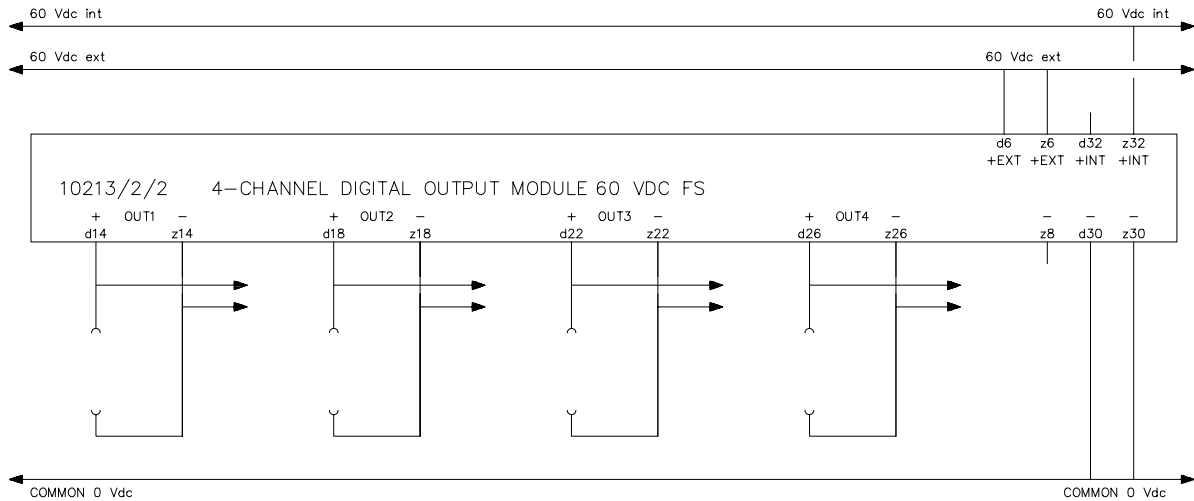 60 Vdc int 60 Vdc int
60 Vdc ext 60 Vdc ext
d6 z6 d32 z32
+EXT +EXT +INT +INT
10213/2/2 4-CHANNEL DIGITAL OUTPUT MODULE 60 VDC FS
+ OUT1 − + OUT2 − + OUT3 − + OUT4 − − − −
d14 z14 d18 z18 d22 z22 d26 z26 z8 d30 z30
COMMON 0 Vdc COMMON 0 Vdc